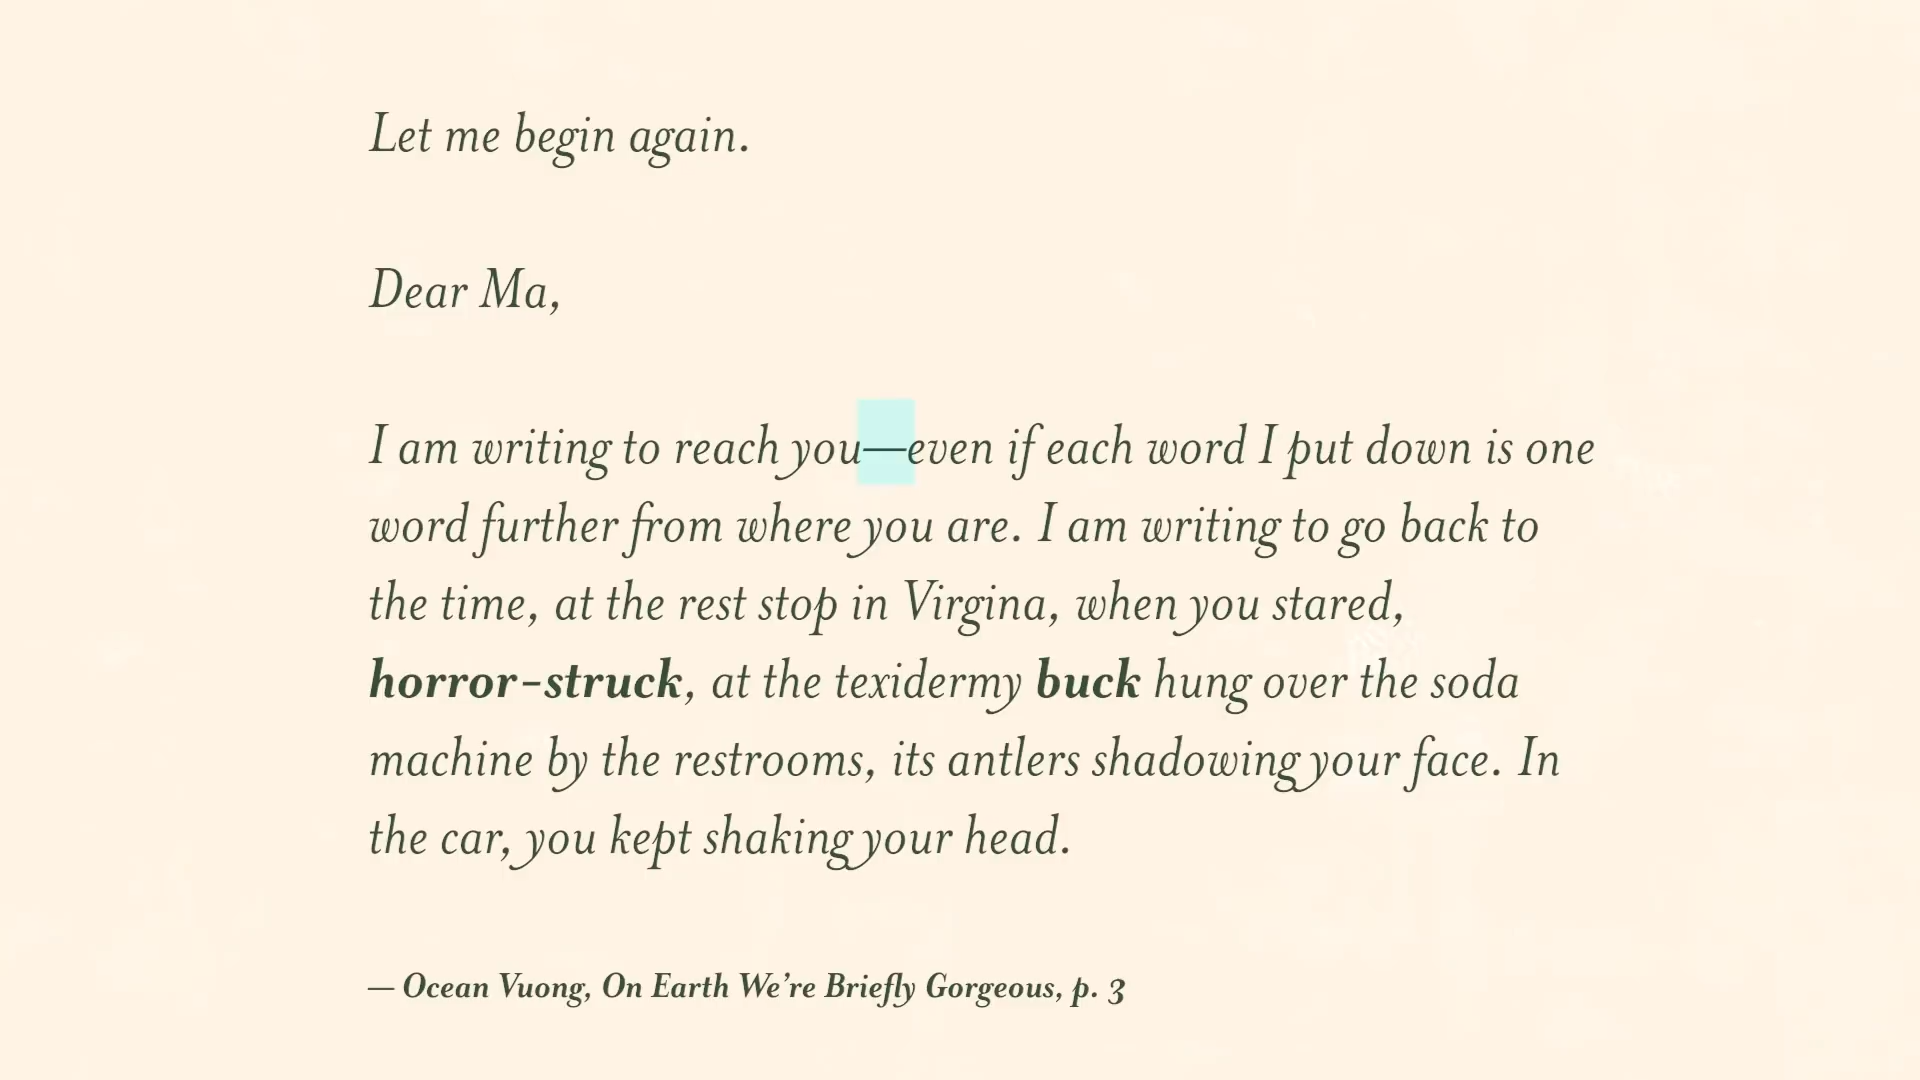 Let me begin again.
Dear Ma,
I am writing to reach you—even if each word I put down is one
word further from where you are. I am writing to go back to
the time, at the rest stop in Virgina, when you stared,
horror-struck, at the texidermy buck hung over the soda
machine by the restrooms, its antlers shadowing your face. In
the car, you kept shaking your head.
— Ocean Vuong, On Earth We’re Briefly Gorgeous, p. 3